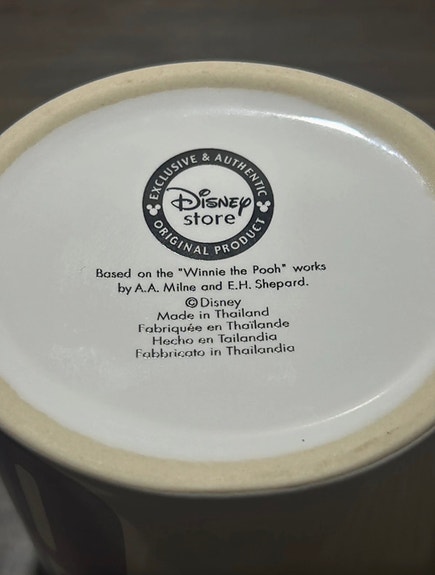 EXCLUSIVE & AUTHENTIC
Disney
store
ORIGINAL PRODUCT
Based on the "Winnie the Pooh" works
by A.A. Milne and E.H. Shepard.
©Disney
Made in Thailand
Fabriquée en Thaïlande
Hecho en Tailandia
Fabbricato in Thailandia